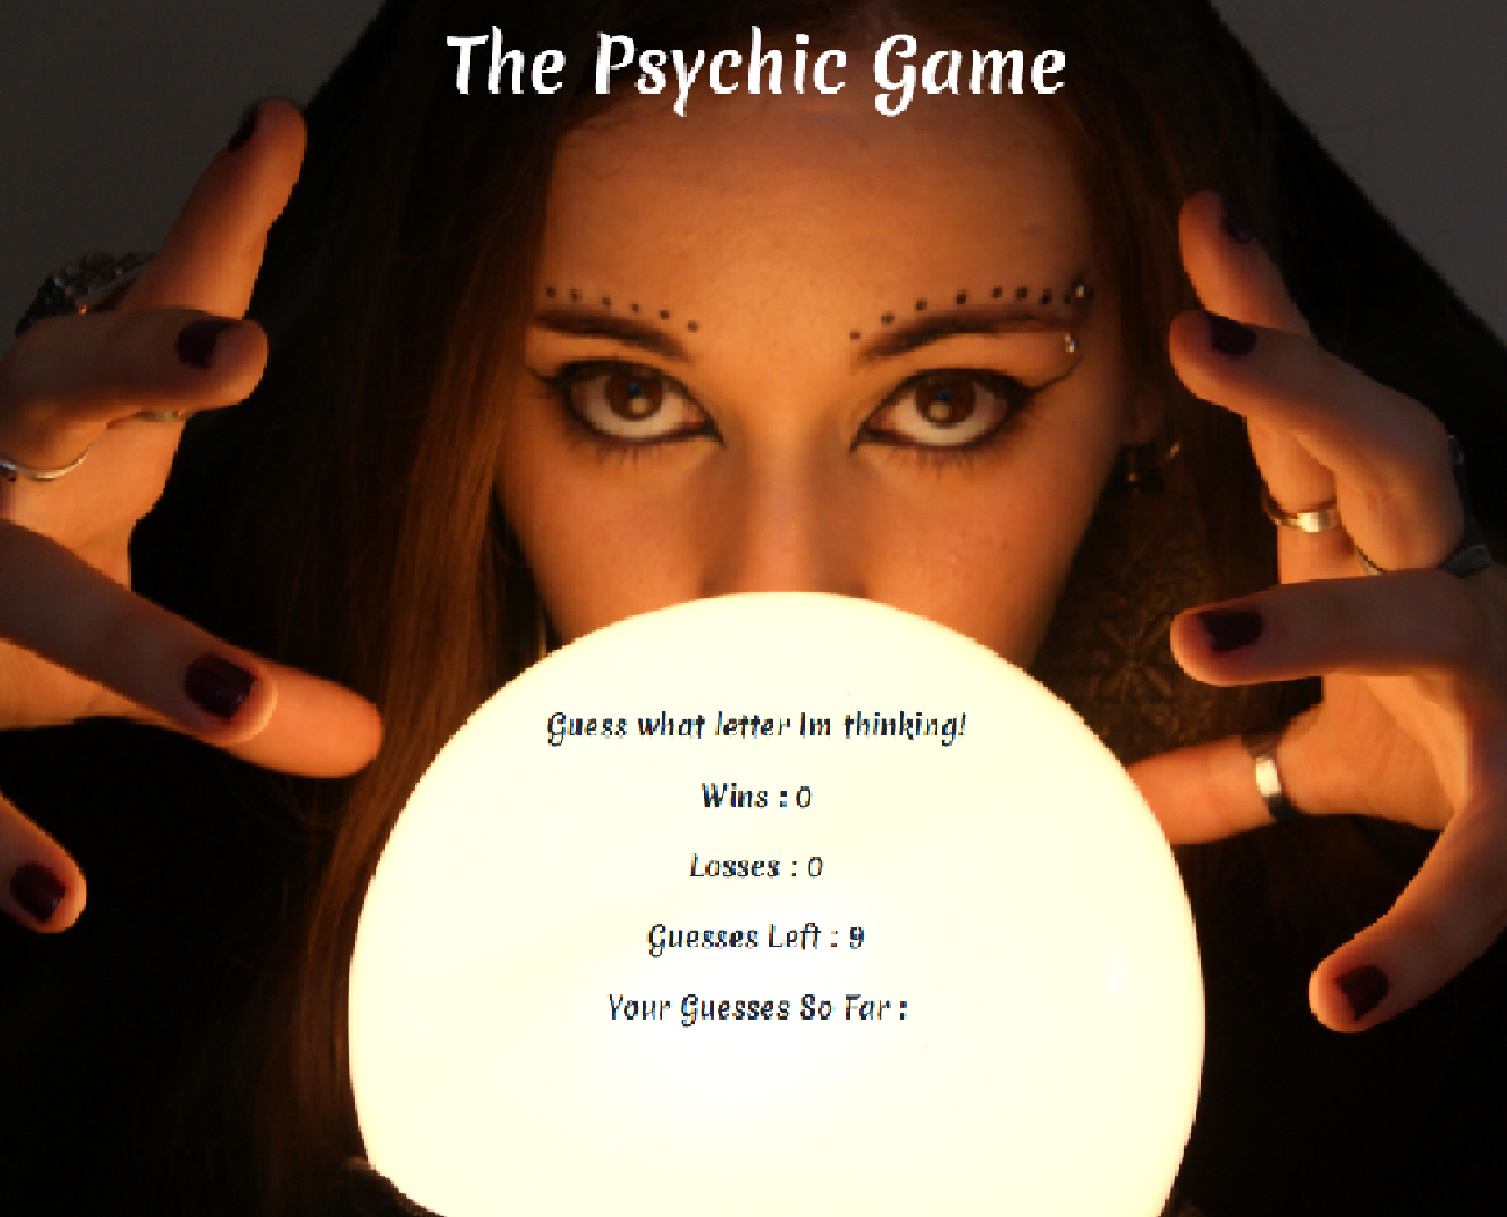 The Psychic Game
Guess what letter Im thinking!
Wins : 0
Losses : 0
Guesses Left : 9
Your Guesses So Far :